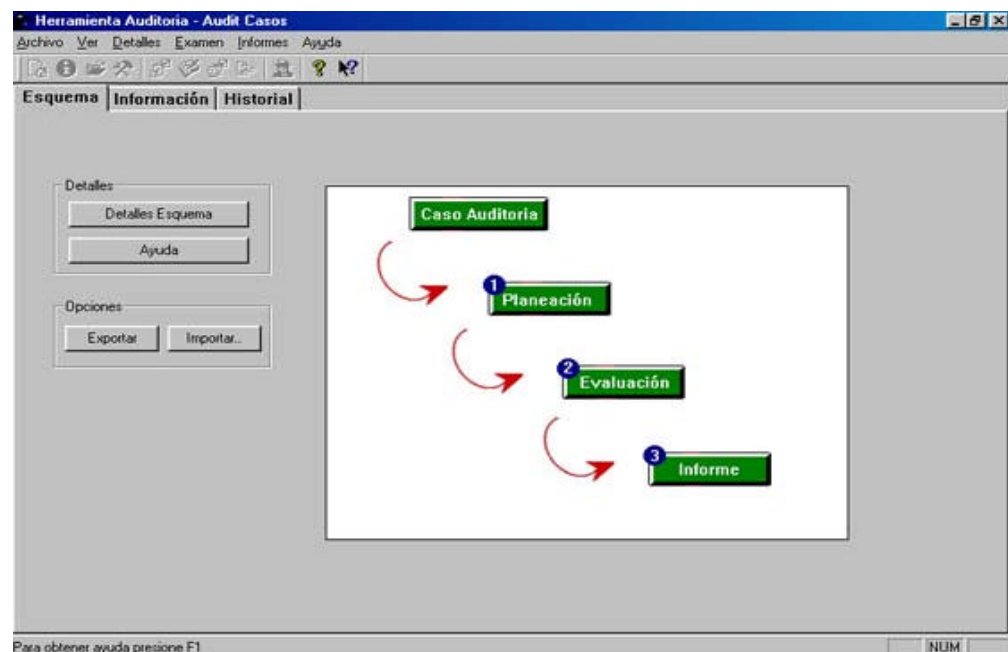 Herramienta Auditoria - Audit Casos
Archivo Ver Detalles Examen Informes Ayuda
Esquema Información Historial
Detalles
Detalles Esquema
Ayuda
Opciones
Exportar Importar..
Caso Auditoria
1
Planeación
2
Evaluación
3
Informe
Para obtener ayuda presione F1
NUM